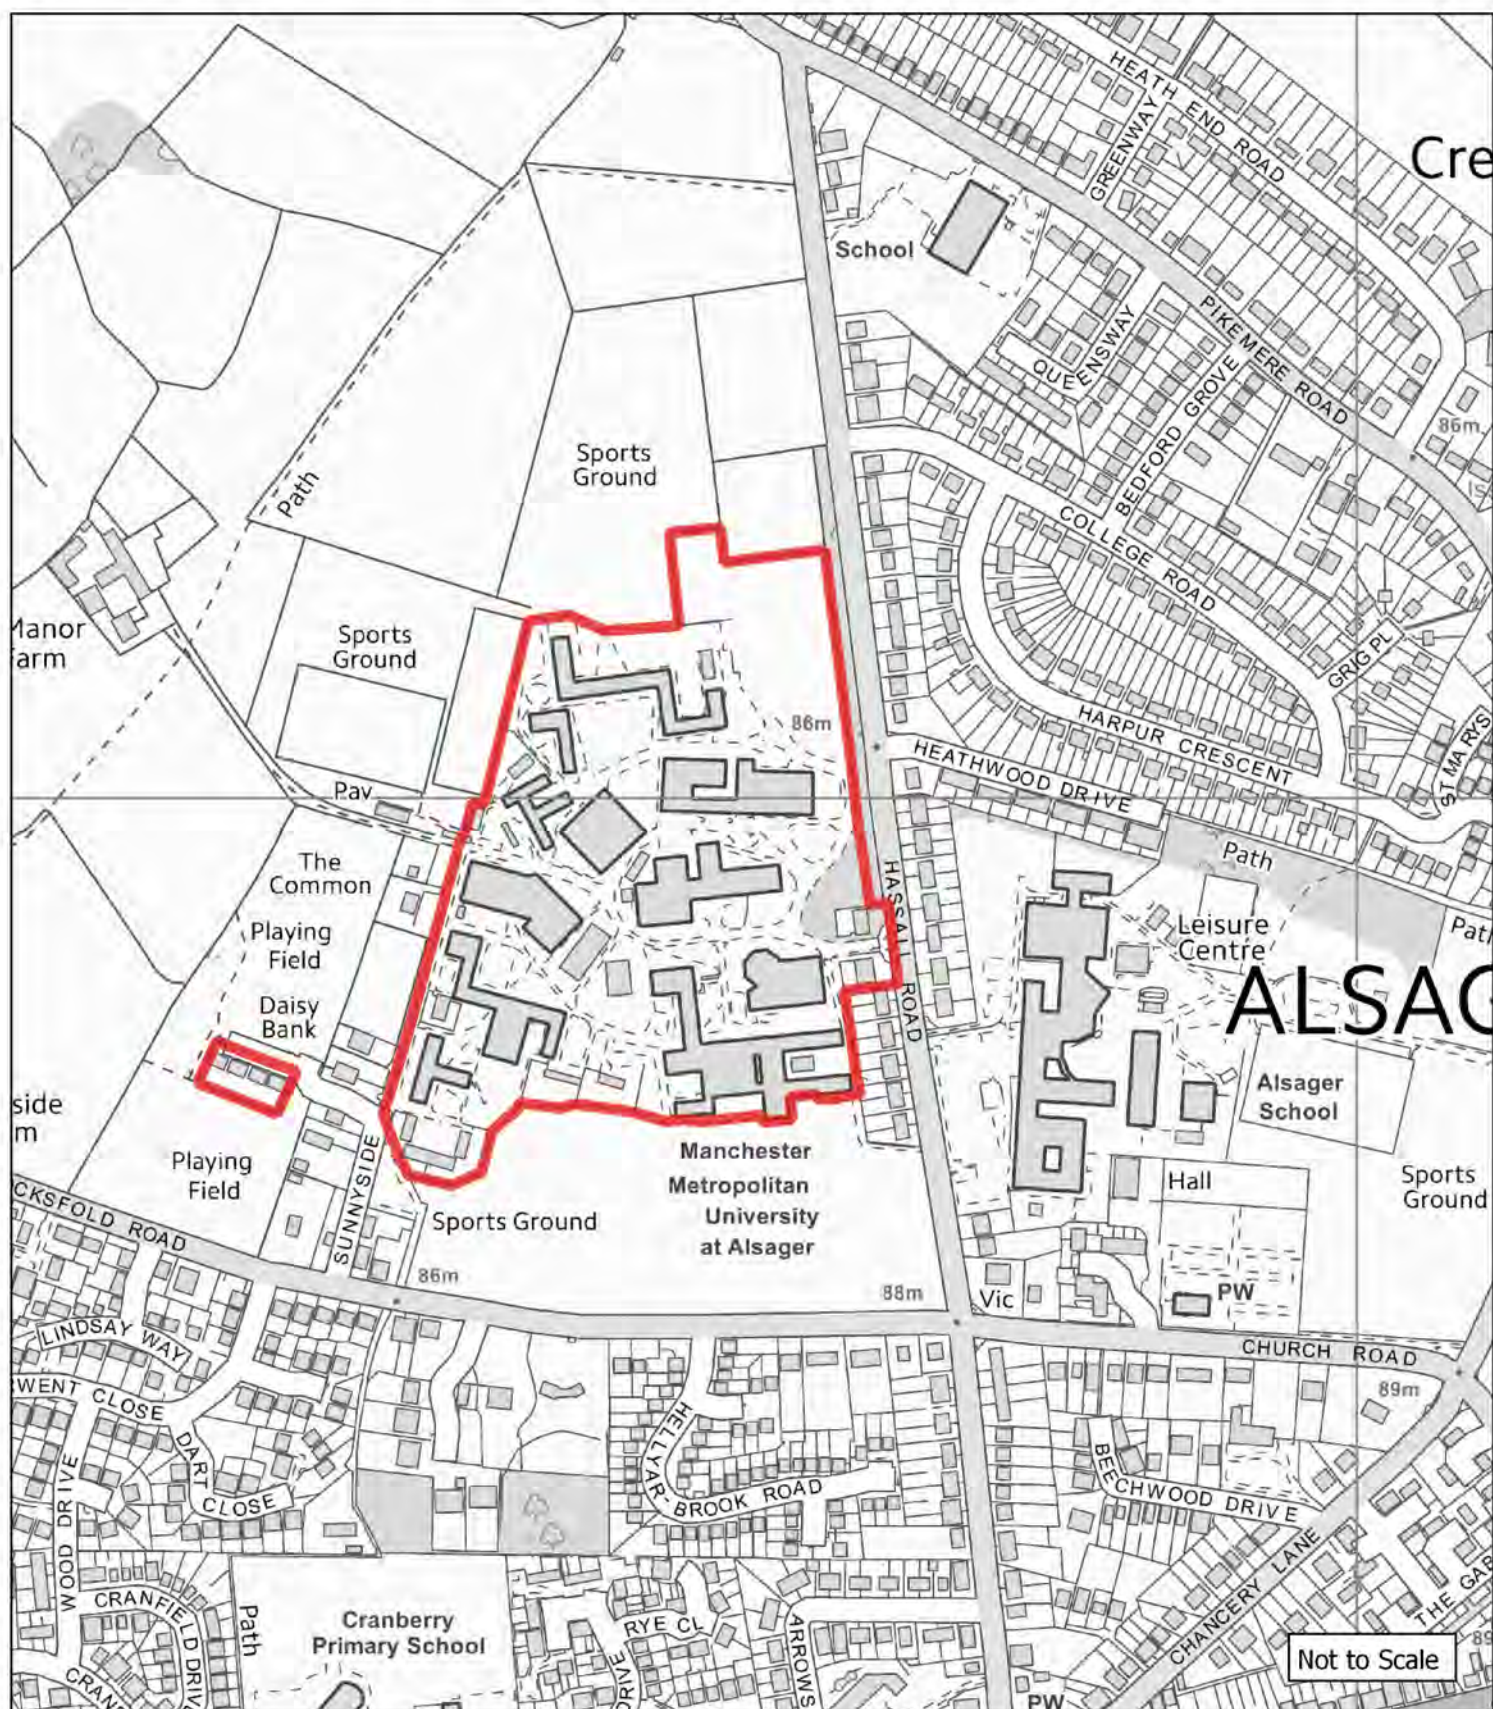 HEATH END ROAD
GREENWAY
Cre
School
PIKEMERE ROAD
QUEENSWAY
BEDFORD GROVE
86m
Path
Sports
Ground
COLLEGE ROAD
Manor
arm
Sports
Ground
GRIG PL
86m
HARPUR CRESCENT
ST MARYS
HEATHWOOD DRIVE
Pav
The
Common
HASSALL ROAD
Path
Path
Leisure
Centre
Playing
Field
ALSAG
Daisy
Bank
side
m
Alsager
School
Manchester
Metropolitan
University
at Alsager
Playing
Field
SUNNYSIDE
Hall
Sports
Ground
CKSFOLD ROAD
Sports Ground
86m
88m
Vic
PW
LINDSAY WAY
CHURCH ROAD
RWENT CLOSE
89m
DART CLOSE
HELLYAR-BROOK ROAD
BEECHWOOD DRIVE
WOOD DRIVE
CHANCERY LANE
CRANFIELD DRIV
Path
Cranberry
Primary School
RYE CL
DRIVE
ARROWS
THE GAB
Not to Scale
89
CRAN
PW